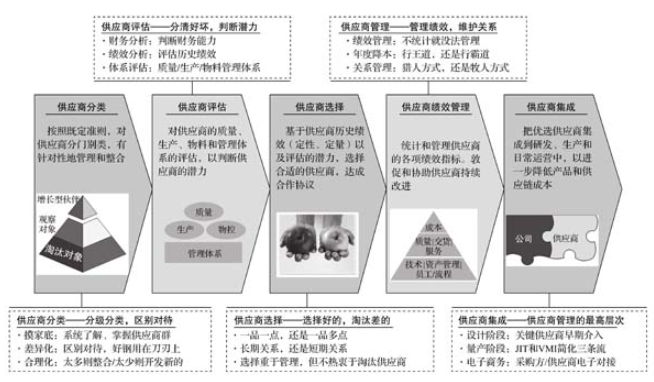 供应商评估——分清好坏，判断潜力
• 财务分析：判断财务能力
• 绩效分析：评估历史绩效
• 体系评估：质量/生产/物料管理体系
供应商管理——管理绩效，维护关系
• 绩效管理：不统计就没法管理
• 年度降本：行王道，还是行霸道
• 关系管理：猎人方式，还是牧人方式
供应商分类
按照既定准则，对
供应商分门别类，有
针对性地管理和整合
增长型伙伴
观察
对象
淘汰对象
供应商评估
对供应商的质量、
生产、物料和管理体
系的评估，以判断供
应商的潜力
质量
生产
物控
管理体系
供应商选择
基于供应商历史绩
效（定性、定量）以
及评估的潜力，选择
合适的供应商，达成
合作协议
供应商绩效管理
统计和管理供应商
的各项绩效指标，敦
促和协助供应商持续
改进
成本
质量|交货|
服务
技术|资产管理|
员工/流程
供应商集成
把优选供应商集
成到研发、生产和
日常运营中，以进
一步降低产品和供
应链成本
公司
供应商
供应商分类——分级分类，区别对待
• 摸家底：系统了解、掌握供应商群
• 差异化：区别对待，好钢用在刀刃上
• 合理化：太多则整合/太少则开发新的
供应商选择——选择好的，淘汰差的
• 一品一点，还是一品多点
• 长期关系，还是短期关系
• 选择重于管理，但不热衷于淘汰供应商
供应商集成——供应商管理的最高层次
• 设计阶段：关键供应商早期介入
• 量产阶段：JIT和VMI简化三条流
• 电子商务：采购方/供应商电子对接